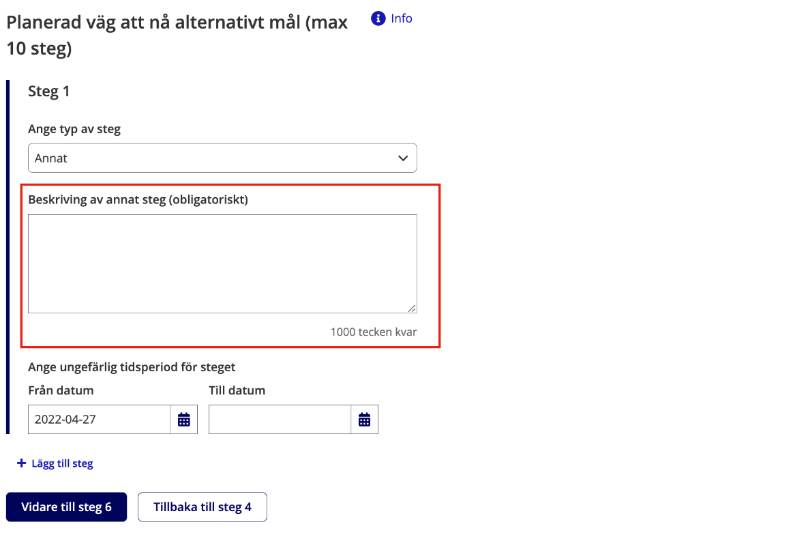 Planerad väg att nå alternativt mål (max
10 steg)
Info
Steg 1
Ange typ av steg
Annat
Beskriving av annat steg (obligatoriskt)
1000 tecken kvar
Ange ungefärlig tidsperiod för steget
Från datum
Till datum
2022-04-27
+ Lägg till steg
Vidare till steg 6
Tillbaka till steg 4